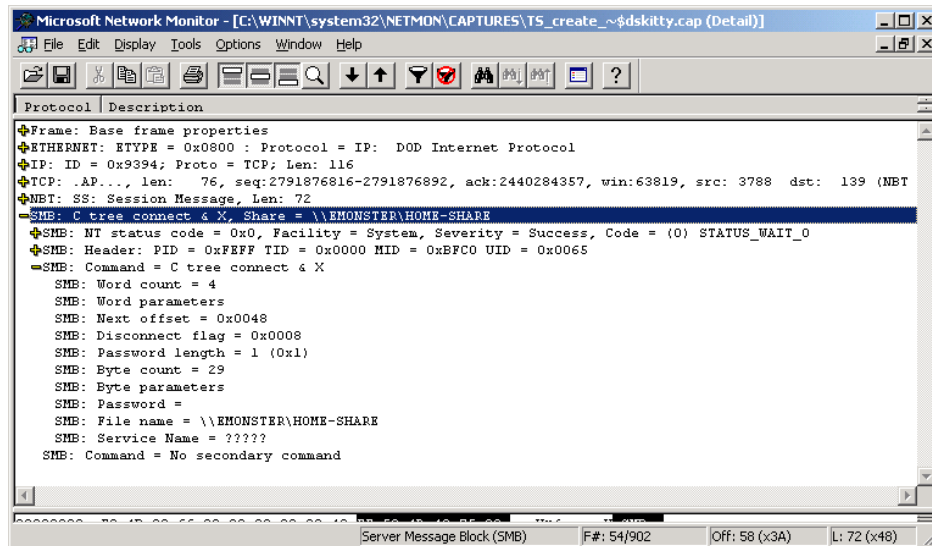 Microsoft Network Monitor - [C:\WINNT\system32\NETMON\CAPTURES\TS_create_~$dskitty.cap (Detail)]
File Edit Display Tools Options Window Help
Protocol Description
Frame: Base frame properties
ETHERNET: ETYPE = 0x0800 : Protocol = IP: DOD Internet Protocol
IP: ID = 0x9394; Proto = TCP; Len: 116
TCP: .AP..., len: 76, seq:2791876816-2791876892, ack:2440284357, win:63819, src: 3788 dst: 139 (NBT
NBT: SS: Session Message, Len: 72
SMB: C tree connect & X, Share = \\EMONSTER\HOME-SHARE
SMB: NT status code = 0x0, Facility = System, Severity = Success, Code = (0) STATUS_WAIT_0
SMB: Header: PID = 0xFEFF TID = 0x0000 MID = 0xBFC0 UID = 0x0065
SMB: Command = C tree connect & X
SMB: Word count = 4
SMB: Word parameters
SMB: Next offset = 0x0048
SMB: Disconnect flag = 0x0008
SMB: Password length = 1 (0x1)
SMB: Byte count = 29
SMB: Byte parameters
SMB: Password =
SMB: File name = \\EMONSTER\HOME-SHARE
SMB: Service Name = ?????
SMB: Command = No secondary command
Server Message Block (SMB) F#: 54/902 Off: 58 (x3A) L: 72 (x48)